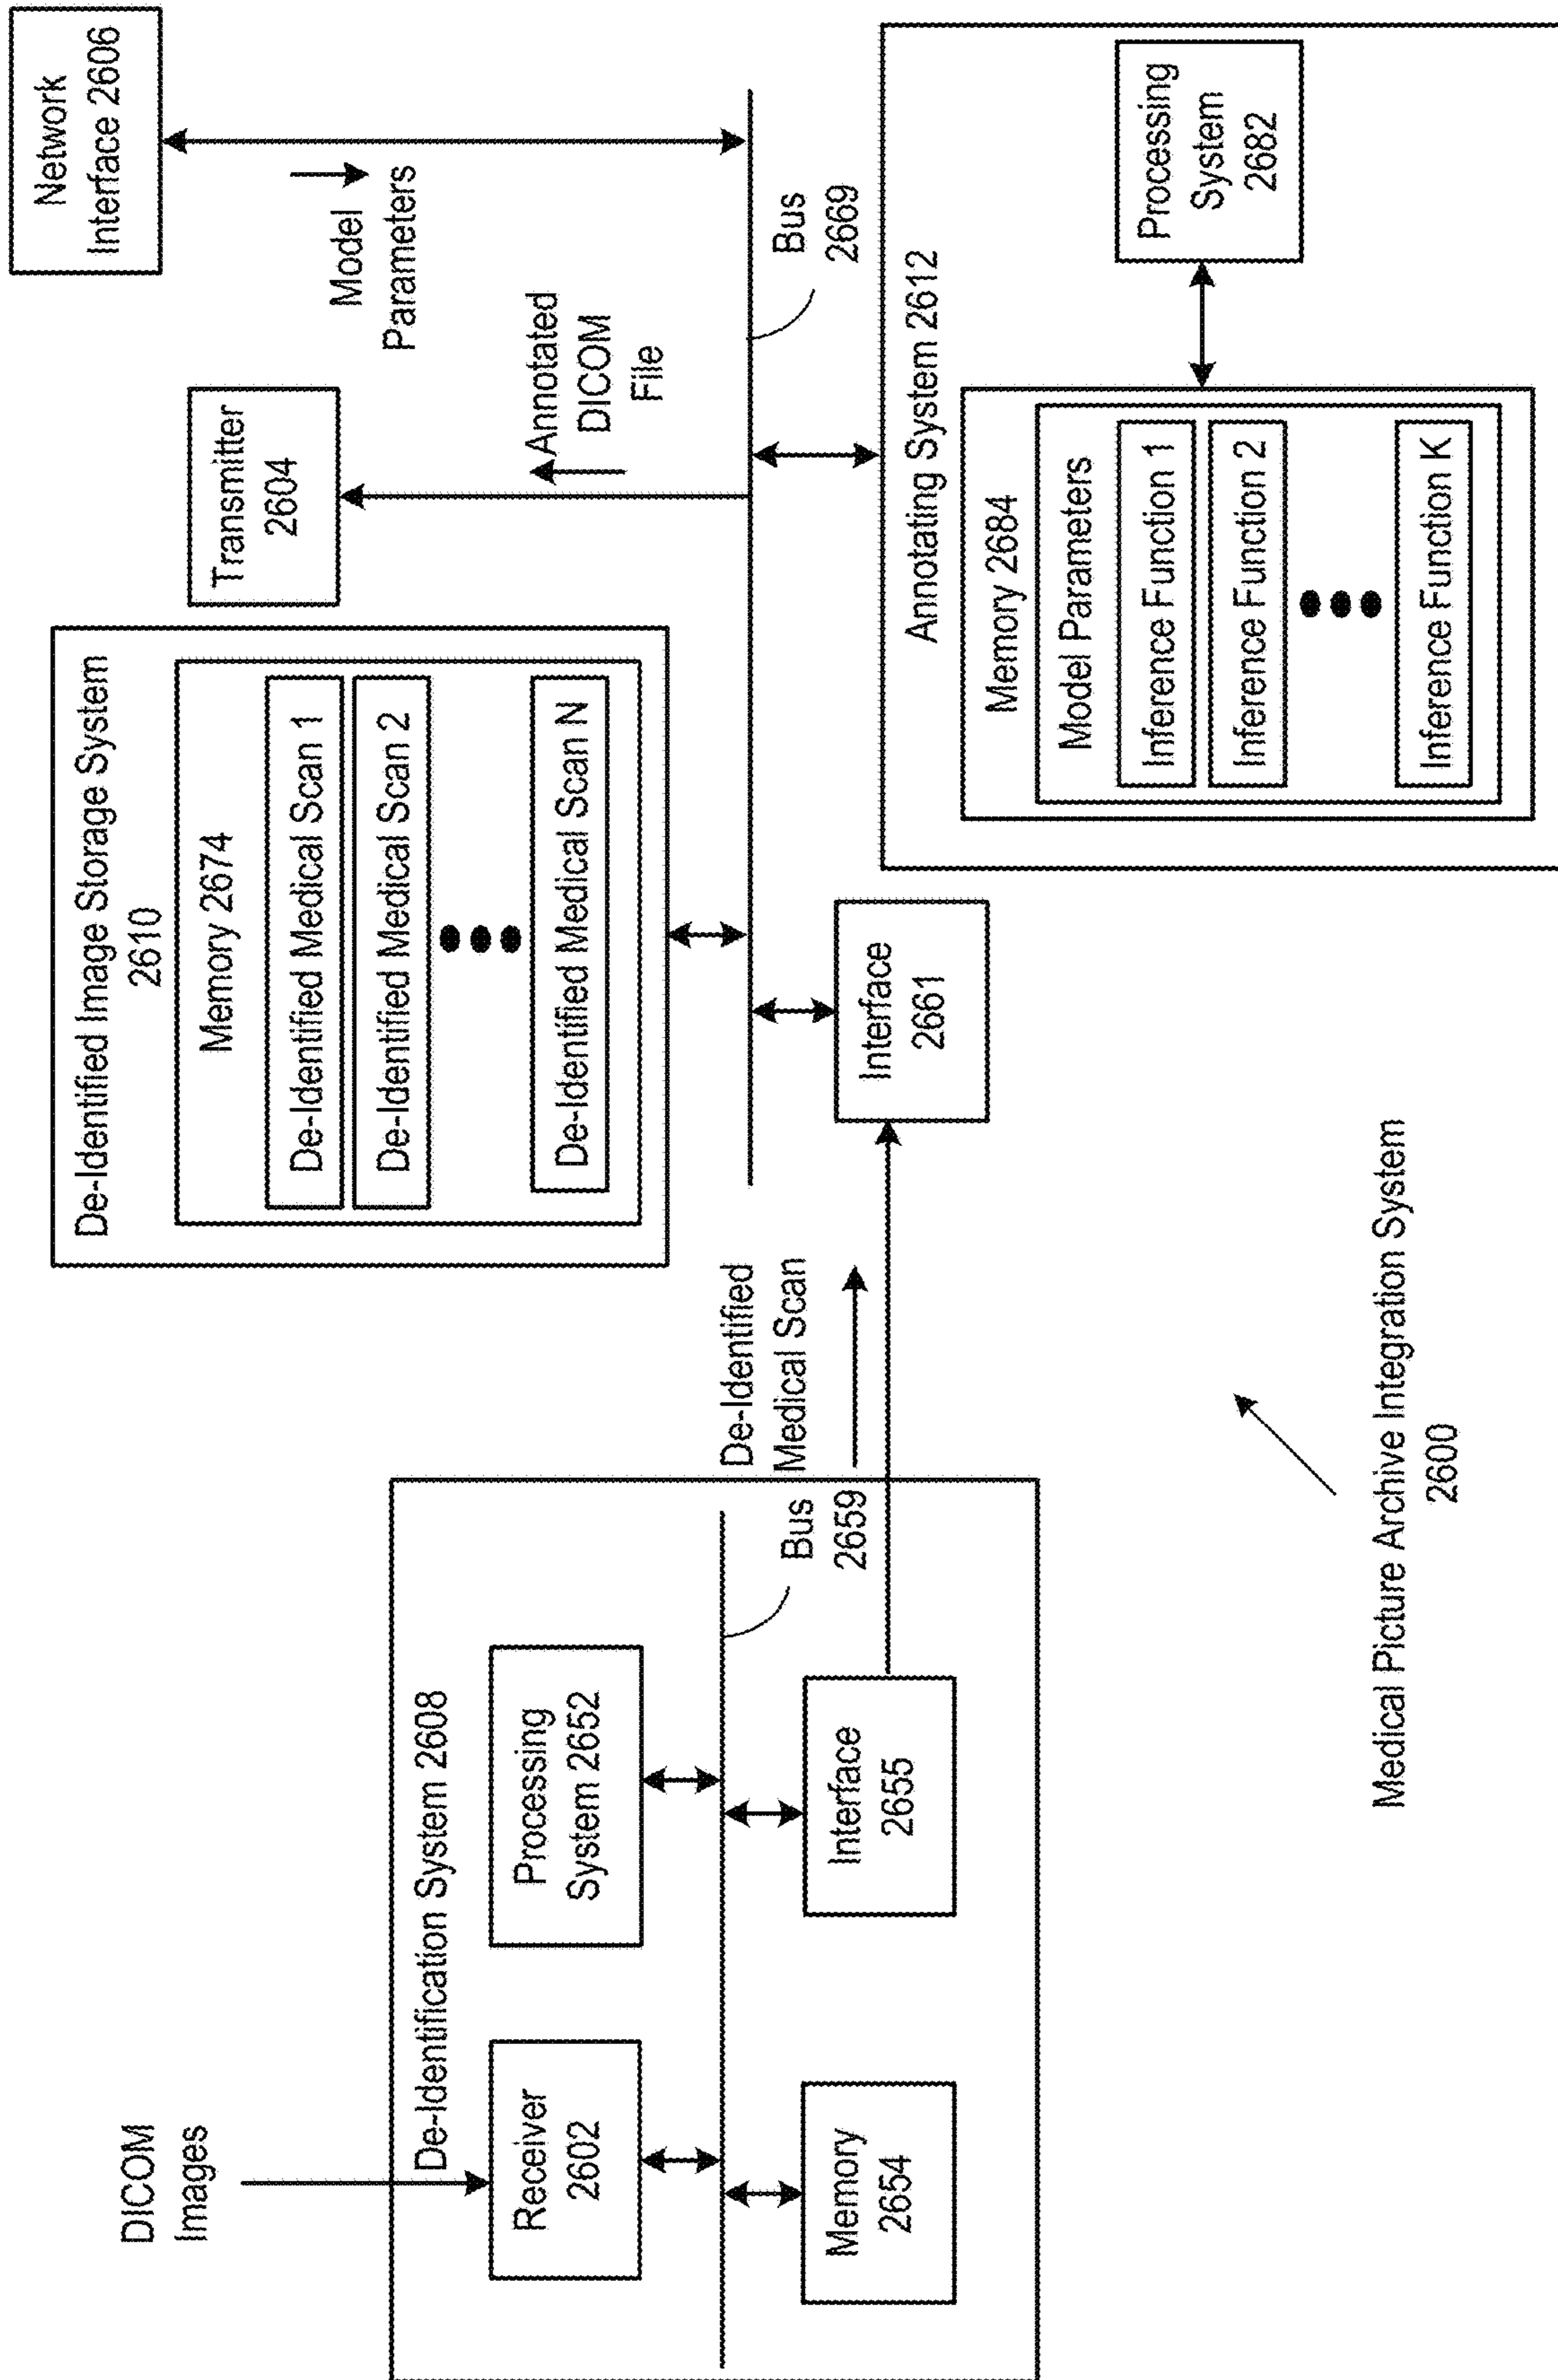 DICOM
Images
De-Identification System 2608
Receiver
2602
Processing
System 2652
Bus
2659
Memory
2654
Interface
2655
De-Identified
Medical Scan
De-Identified Image Storage System
2610
Memory 2674
De-Identified Medical Scan 1
De-Identified Medical Scan 2
De-Identified Medical Scan N
Interface
2661
Transmitter
2604
Annotated
DICOM
File
Network
Interface 2606
Model
Parameters
Bus
2669
Annotating System 2612
Memory 2684
Model Parameters
Inference Function 1
Inference Function 2
Inference Function K
Processing
System
2682
Medical Picture Archive Integration System
2600